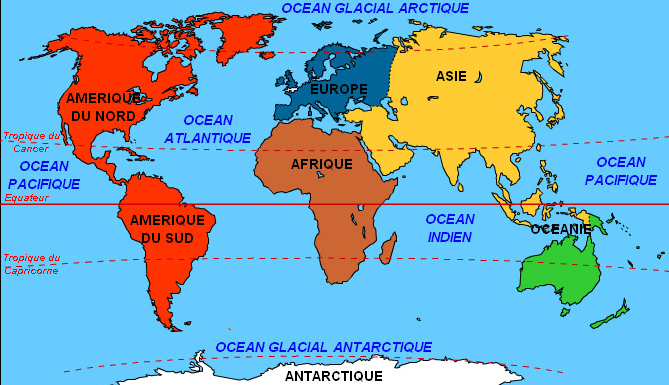 OCEAN GLACIAL ARCTIQUE
ASIE
EUROPE
AMERIQUE
DU NORD
OCEAN
ATLANTIQUE
Tropique du
Cancer
AFRIQUE
OCEAN
PACIFIQUE
OCEAN
PACIFIQUE
Equateur
AMERIQUE
DU SUD
OCEAN
INDIEN
OCEANIE
Tropique du
Capricorne
OCEAN GLACIAL ANTARCTIQUE
ANTARCTIQUE